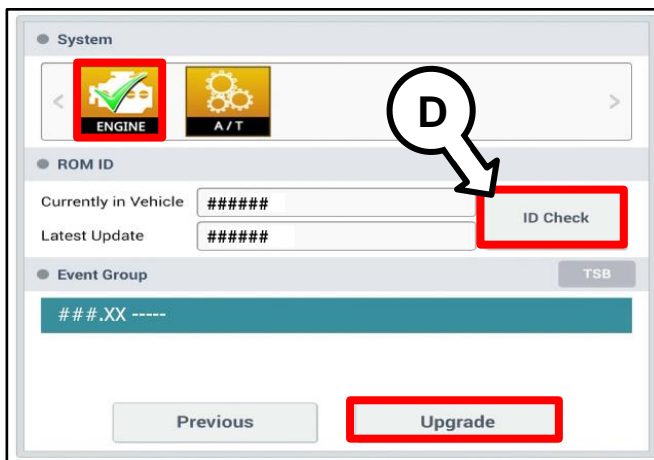 System
<
ENGINE
A/T
D
>
ROM ID
Currently in Vehicle ######
ID Check
Latest Update ######
Event Group TSB
###.XX -----
Previous Upgrade